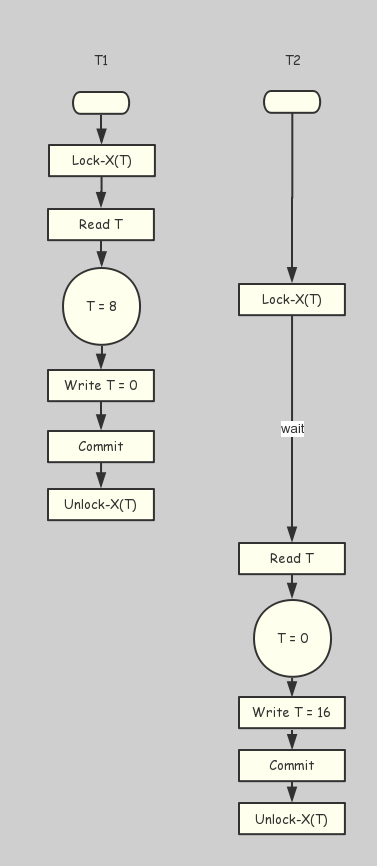 T1
T2
Lock-X(T)
Read T
T = 8
Write T = 0
Commit
Unlock-X(T)
Lock-X(T)
wait
Read T
T = 0
Write T = 16
Commit
Unlock-X(T)